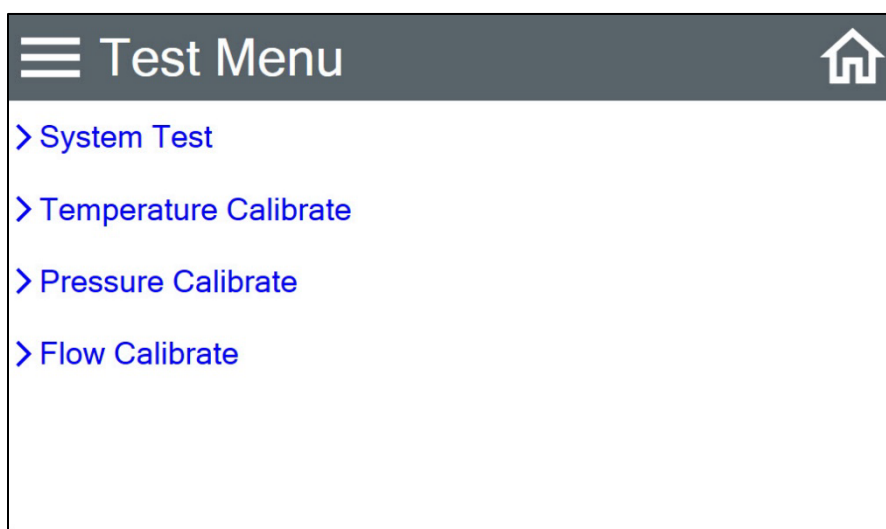 Test Menu
System Test
Temperature Calibrate
Pressure Calibrate
Flow Calibrate